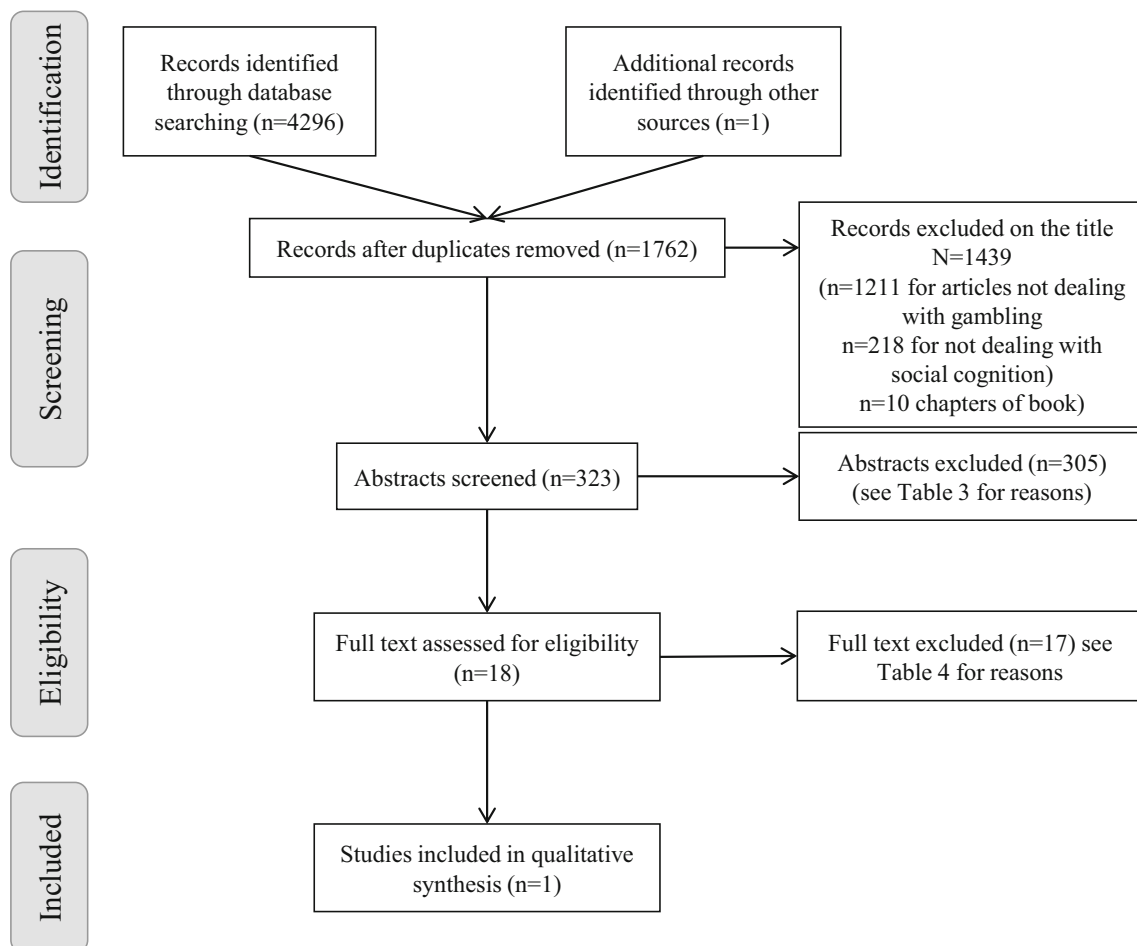 Identification
Records identified
through database
searching (n=4296)
Additional records
identified through other
sources (n=1)
Screening
Records after duplicates removed (n=1762)
Records excluded on the title
N=1439
(n=1211 for articles not dealing
with gambling
n=218 for not dealing with
social cognition)
n=10 chapters of book)
Abstracts screened (n=323)
Abstracts excluded (n=305)
(see Table 3 for reasons)
Eligibility
Full text assessed for eligibility
(n=18)
Full text excluded (n=17) see
Table 4 for reasons
Included
Studies included in qualitative
synthesis (n=1)